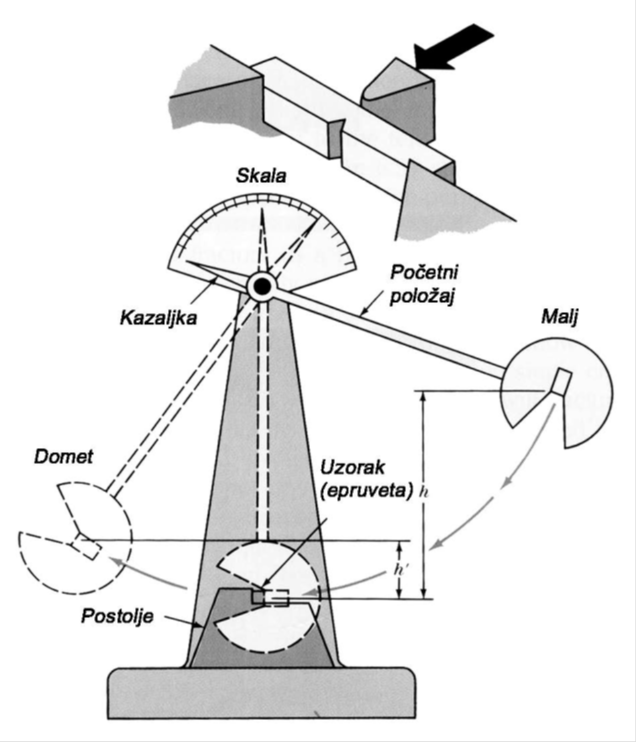 Skala
Početni
položaj
Kazaljka
Malj
Domet
Uzorak
(epruveta)
h
h'
Postolje